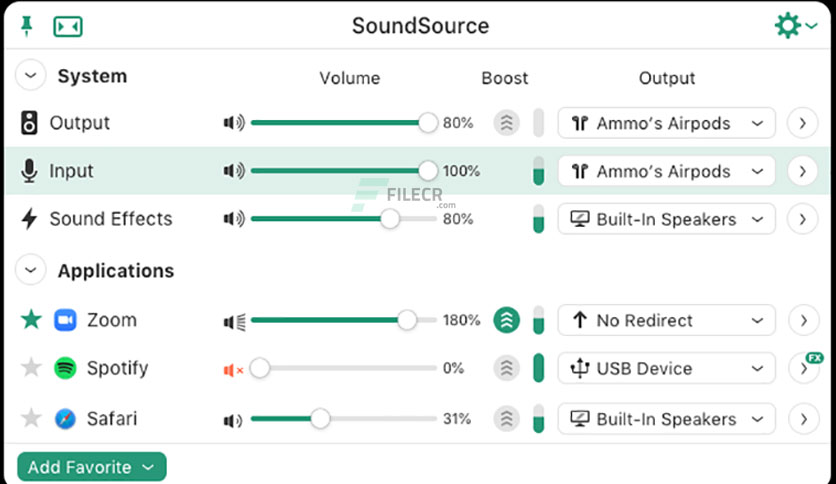 SoundSource
System Volume Boost Output
Output 80% Ammo's Airpods
Input 100% Ammo's Airpods
FILECR
.com
Sound Effects 80% Built-In Speakers
Applications
Zoom 180% No Redirect
FX
Spotify 0% USB Device
Safari 31% Built-In Speakers
Add Favorite